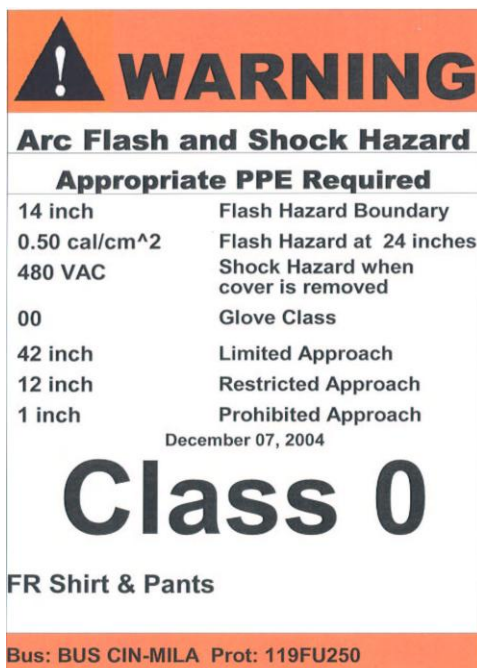 ! WARNING
Arc Flash and Shock Hazard
Appropriate PPE Required
14 inch Flash Hazard Boundary
0.50 cal/cm^2 Flash Hazard at 24 inches
480 VAC Shock Hazard when
cover is removed
00 Glove Class
42 inch Limited Approach
12 inch Restricted Approach
1 inch Prohibited Approach
December 07, 2004
Class 0
FR Shirt & Pants
Bus: BUS CIN-MILA Prot: 119FU250